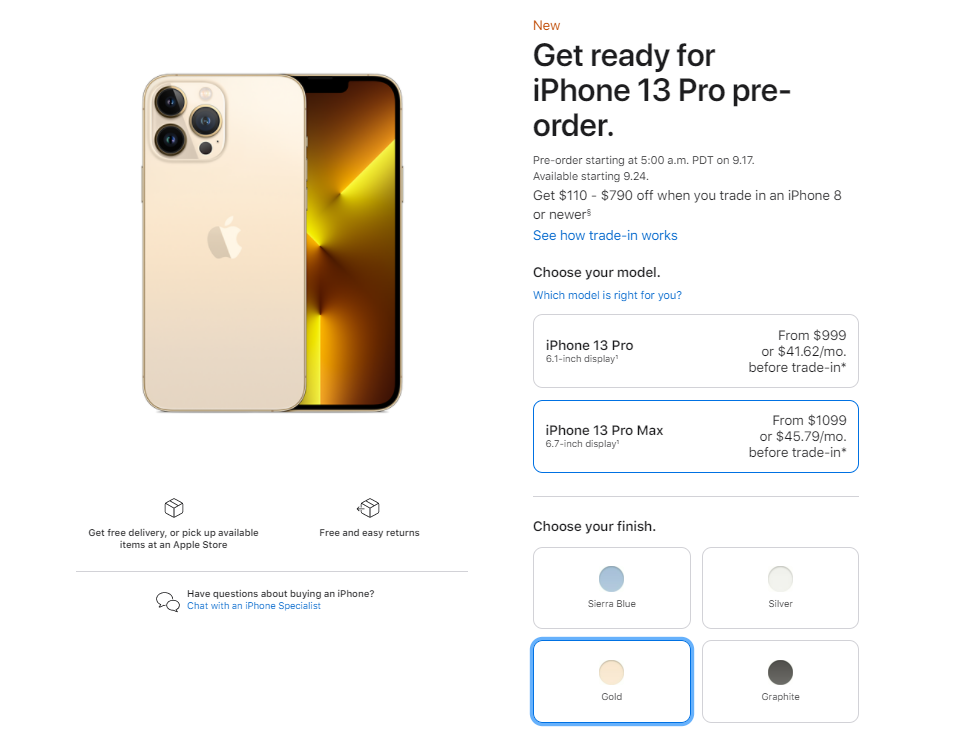 New
Get ready for
iPhone 13 Pro pre-
order.
Pre-order starting at 5:00 a.m. PDT on 9.17.
Available starting 9.24.
Get $110 - $790 off when you trade in an iPhone 8
or newer§
See how trade-in works
Choose your model.
Which model is right for you?
iPhone 13 Pro
6.1-inch display¹
From $999
or $41.62/mo.
before trade-in*
iPhone 13 Pro Max
6.7-inch display¹
From $1099
or $45.79/mo.
before trade-in*
Choose your finish.
Sierra Blue
Silver
Gold
Graphite
Get free delivery, or pick up available
items at an Apple Store
Free and easy returns
Have questions about buying an iPhone?
Chat with an iPhone Specialist